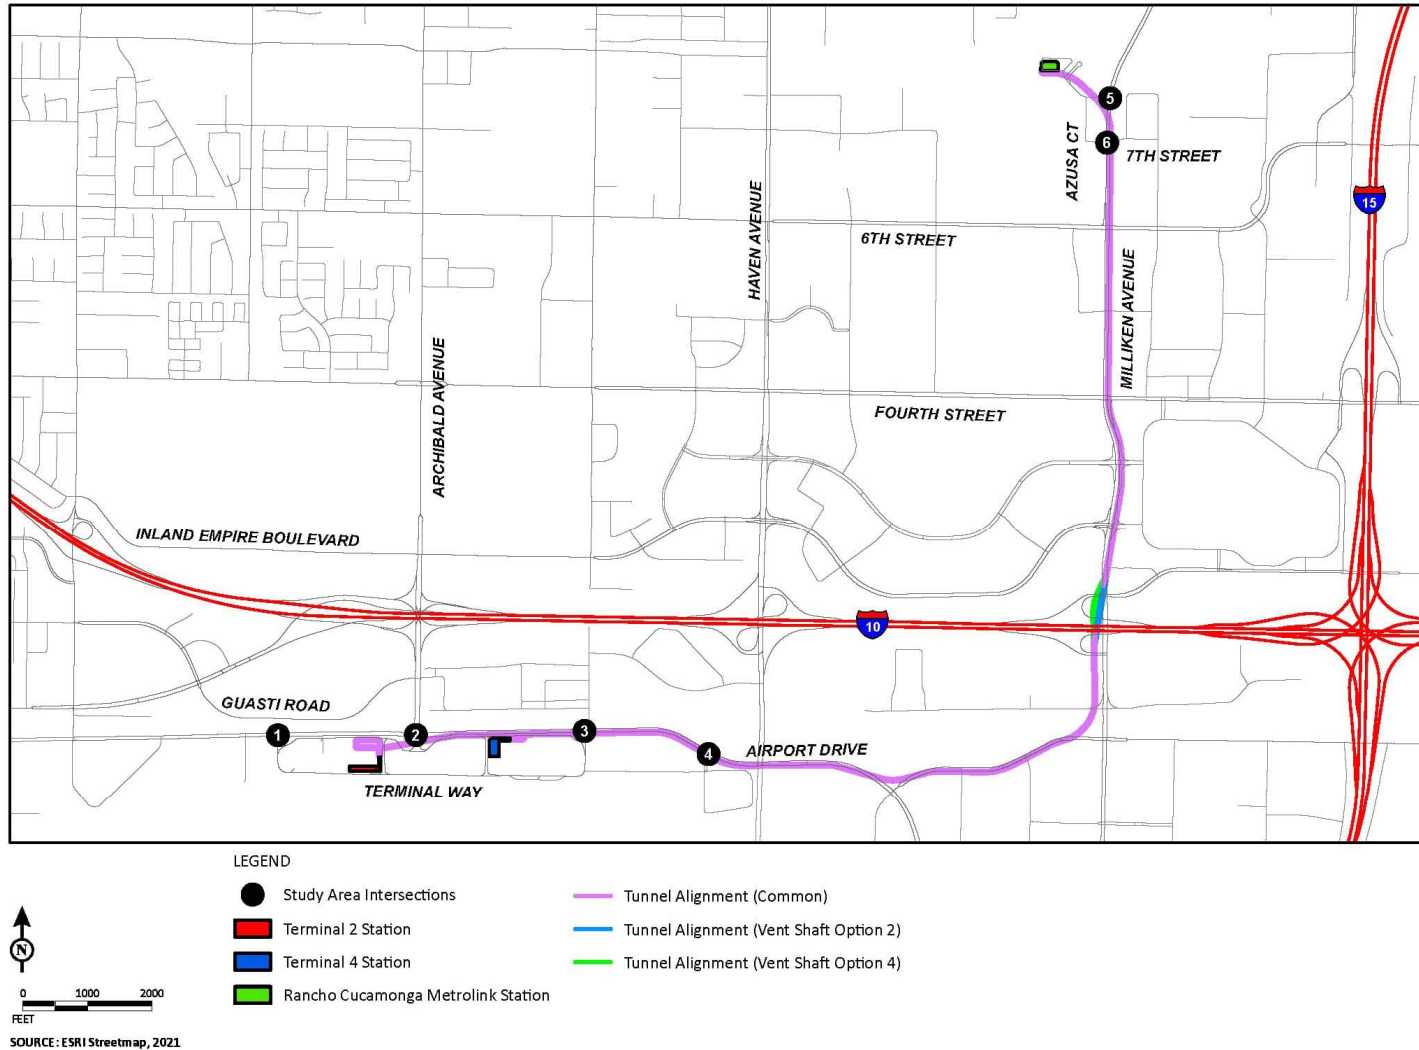 5
AZUSA CT
6
7TH STREET
15
HAVEN AVENUE
6TH STREET
MILLIKEN AVENUE
ARCHIBALD AVENUE
FOURTH STREET
INLAND EMPIRE BOULEVARD
10
GUASTI ROAD
1
2
3
4
AIRPORT DRIVE
TERMINAL WAY
LEGEND
Study Area Intersections
Terminal 2 Station
Terminal 4 Station
Rancho Cucamonga Metrolink Station
Tunnel Alignment (Common)
Tunnel Alignment (Vent Shaft Option 2)
Tunnel Alignment (Vent Shaft Option 4)
N
0 1000 2000
FEET
SOURCE: ESRI Streetmap, 2021